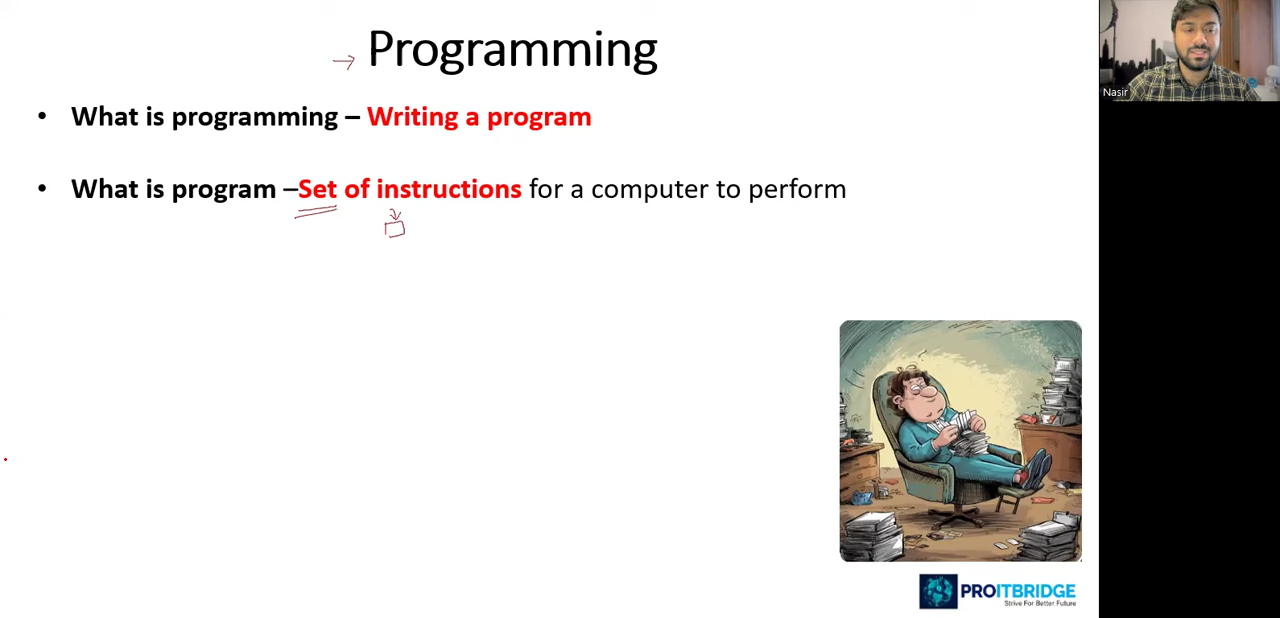 Programming
Nasir
• What is programming – Writing a program
• What is program –Set of instructions for a computer to perform
PROITBRIDGE
Strive For Better Future